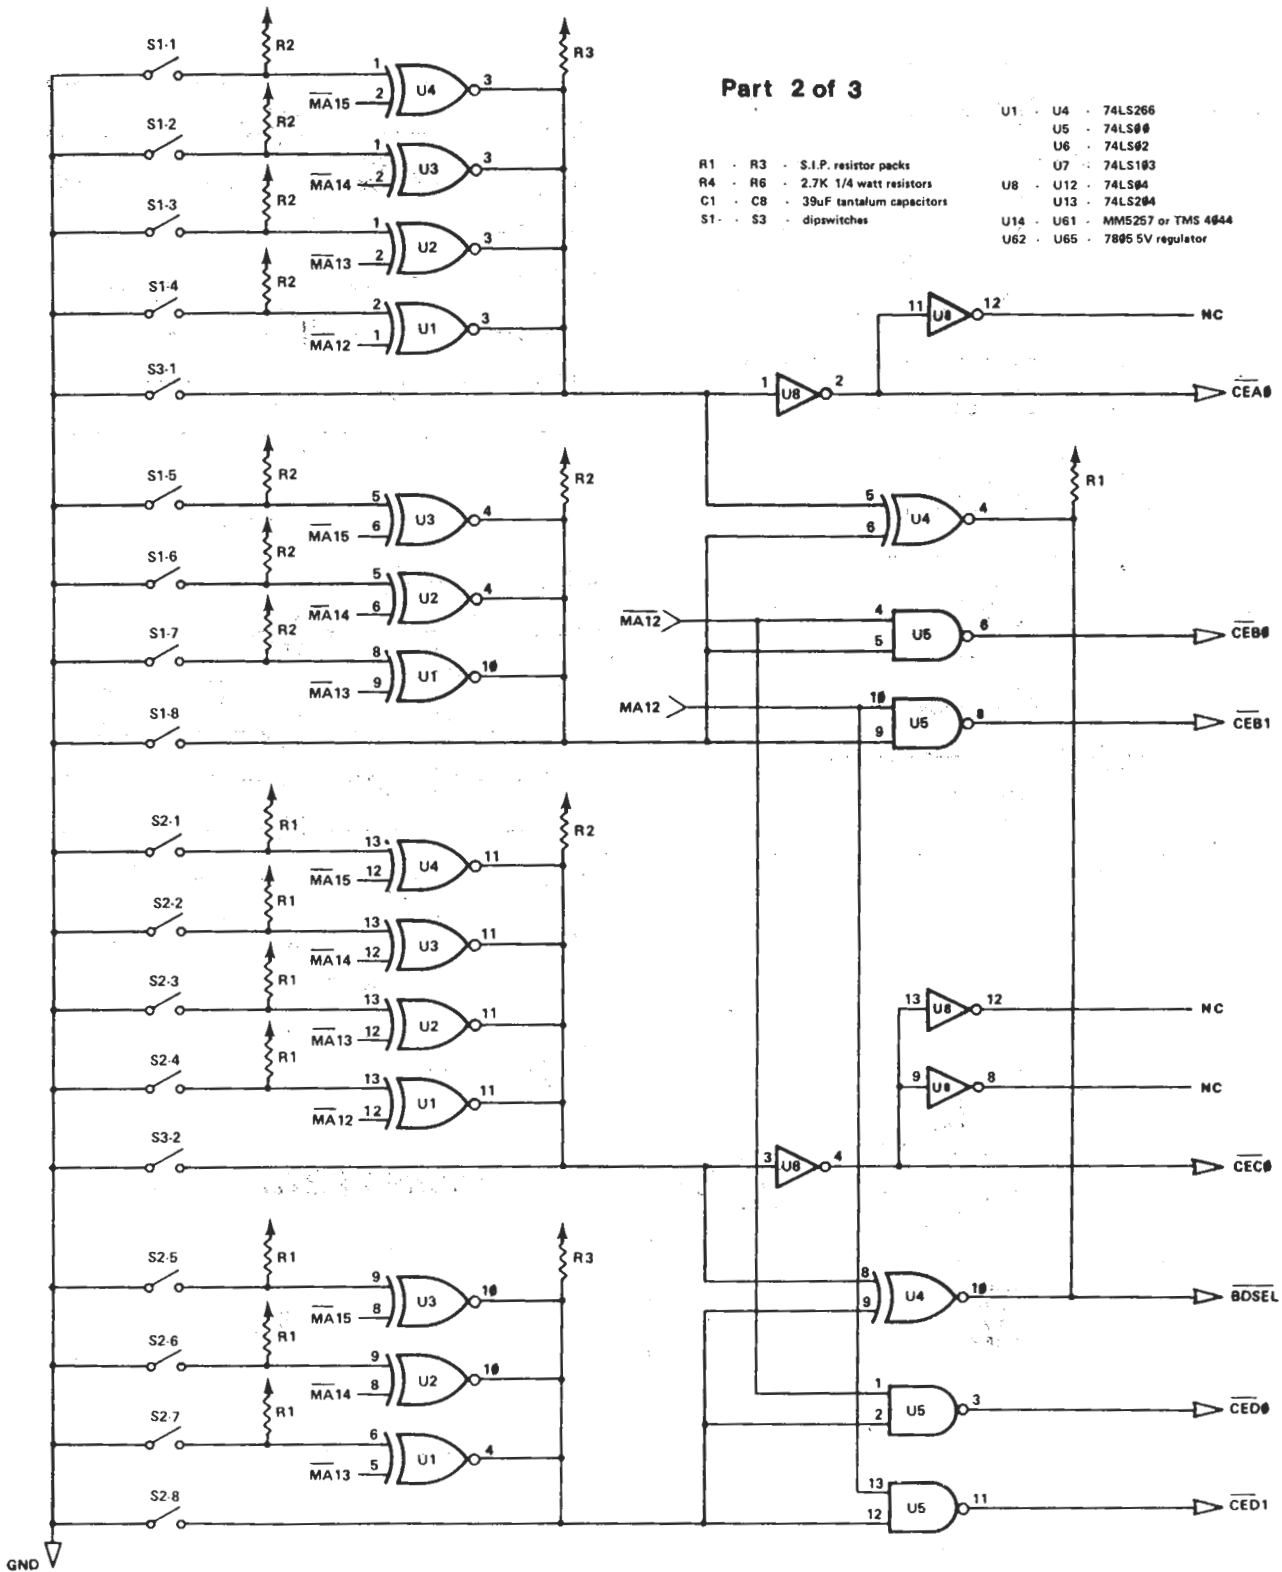 Part 2 of 3
U1 - U4 - 74LS266
U5 - 74LS00
U6 - 74LS02
U7 - 74LS103
U8 - U12 - 74LS04
U13 - 74LS204
U14 - U61 - MM5257 or TMS 4044
U62 - U65 - 7805 5V regulator
R1 - R3 - S.I.P. resistor packs
R4 - R6 - 2.7K 1/4 watt resistors
C1 - C8 - 39uF tantalum capacitors
S1 - S3 - dipswitches
S1-1 R2 1 U4 3 R3
MA15 2
S1-2 R2 1 U3 3
MA14 2
S1-3 R2 1 U2 3
MA13 2
S1-4 R2 2 U1 3
MA12 1
11 U8 12 NC
S3-1 1 U8 2 CEA0
S1-5 R2 5 U3 4 R2
MA15 6
5 U4 4 R1
6
S1-6 R2 5 U2 4
MA14 6
MA12 4 U5 6 CEB0
5
S1-7 R2 8 U1 10
MA13 9
MA12 10 U5 8 CEB1
9
S1-8
S2-1 R1 13 U4 11 R2
MA15 12
S2-2 R1 13 U3 11
MA14 12
S2-3 R1 13 U2 11
MA13 12
13 U8 12 NC
S2-4 R1 13 U1 11
MA12 12
9 U8 8 NC
S3-2 3 U8 4 CEC0
S2-5 R1 9 U3 10 R3
MA15 8
8 U4 10 BDSEL
9
S2-6 R1 9 U2 10
MA14 8
1 U5 3 CED0
2
S2-7 R1 6 U1 4
MA13 5
S2-8
13 U5 11 CED1
12
GND